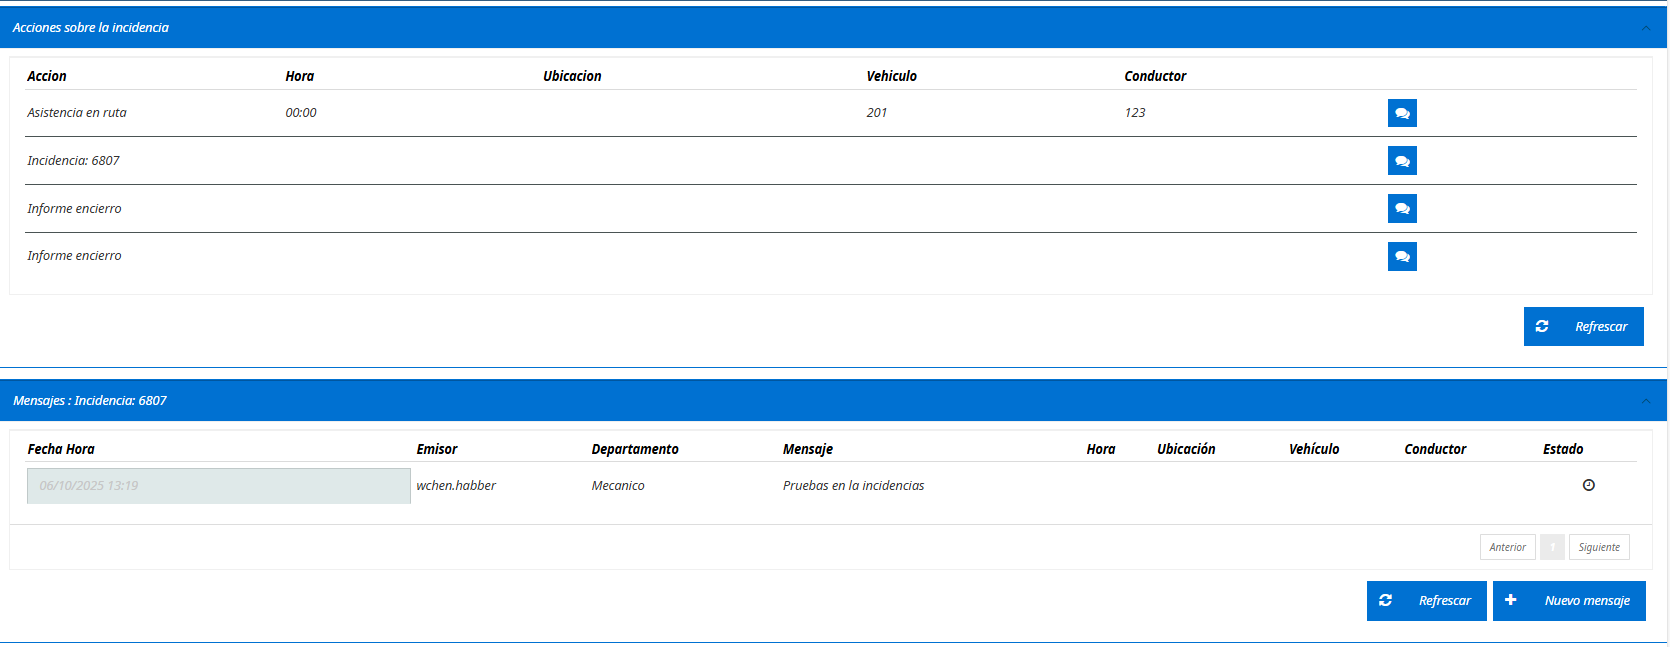 Acciones sobre la incidencia
Accion Hora Ubicacion Vehiculo Conductor
Asistencia en ruta 00:00 201 123
Incidencia: 6807
Informe encierro
Informe encierro
Refrescar
Mensajes : Incidencia: 6807
Fecha Hora Emisor Departamento Mensaje Hora Ubicación Vehículo Conductor Estado
06/10/2025 13:19 wchen.habber Mecanico Pruebas en la incidencias
Anterior 1 Siguiente
Refrescar Nuevo mensaje